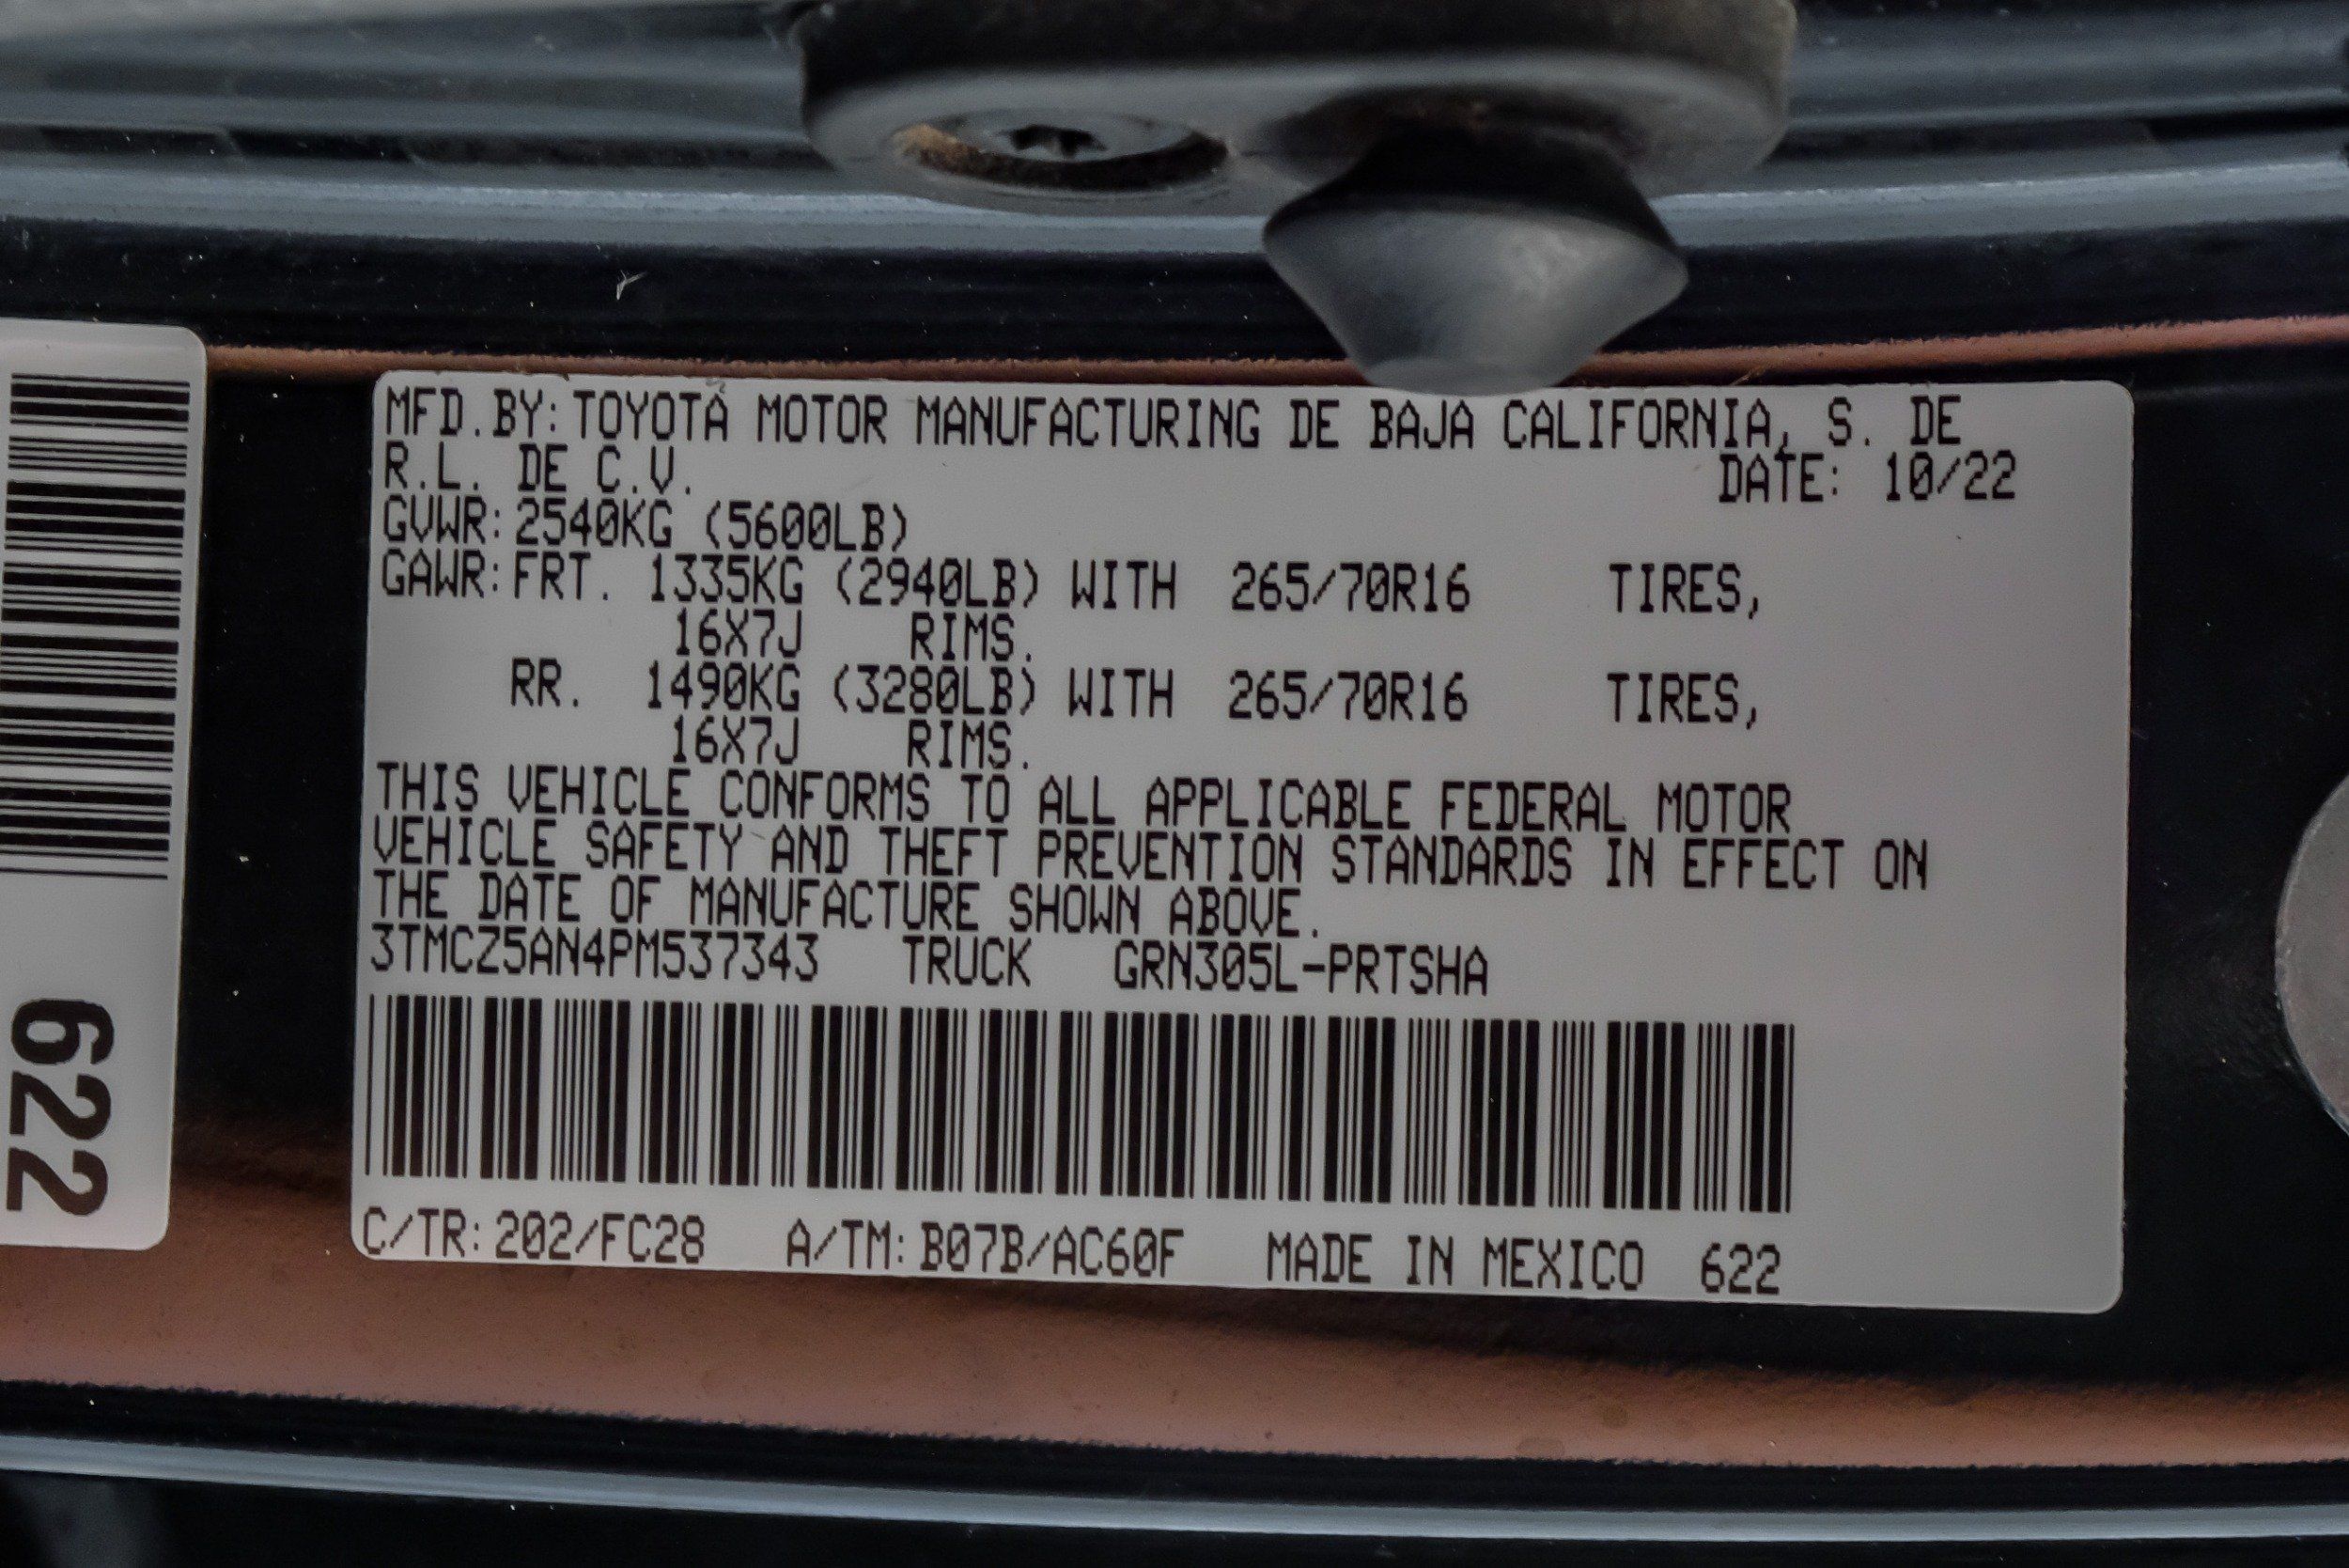 MFD.BY:TOYOTA MOTOR MANUFACTURING DE BAJA CALIFORNIA, S. DE
R.L. DE C.V. DATE: 10/22
GVWR:2540KG (5600LB)
GAWR:FRT. 1335KG (2940LB) WITH 265/70R16 TIRES,
16X7J RIMS.
RR. 1490KG (3280LB) WITH 265/70R16 TIRES,
16X7J RIMS.
THIS VEHICLE CONFORMS TO ALL APPLICABLE FEDERAL MOTOR
VEHICLE SAFETY AND THEFT PREVENTION STANDARDS IN EFFECT ON
THE DATE OF MANUFACTURE SHOWN ABOVE.
3TMCZ5AN4PM537343 TRUCK GRN305L-PRTSHA
C/TR:202/FC28 A/TM:B07B/AC60F MADE IN MEXICO 622
622